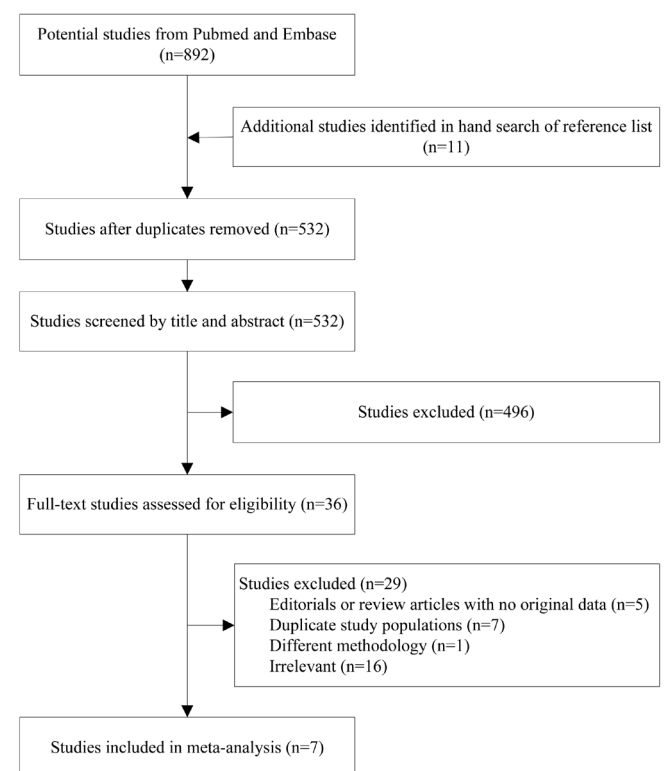 Potential studies from Pubmed and Embase
(n=892)
Additional studies identified in hand search of reference list
(n=11)
Studies after duplicates removed (n=532)
Studies screened by title and abstract (n=532)
Studies excluded (n=496)
Full-text studies assessed for eligibility (n=36)
Studies excluded (n=29)
Editorials or review articles with no original data (n=5)
Duplicate study populations (n=7)
Different methodology (n=1)
Irrelevant (n=16)
Studies included in meta-analysis (n=7)